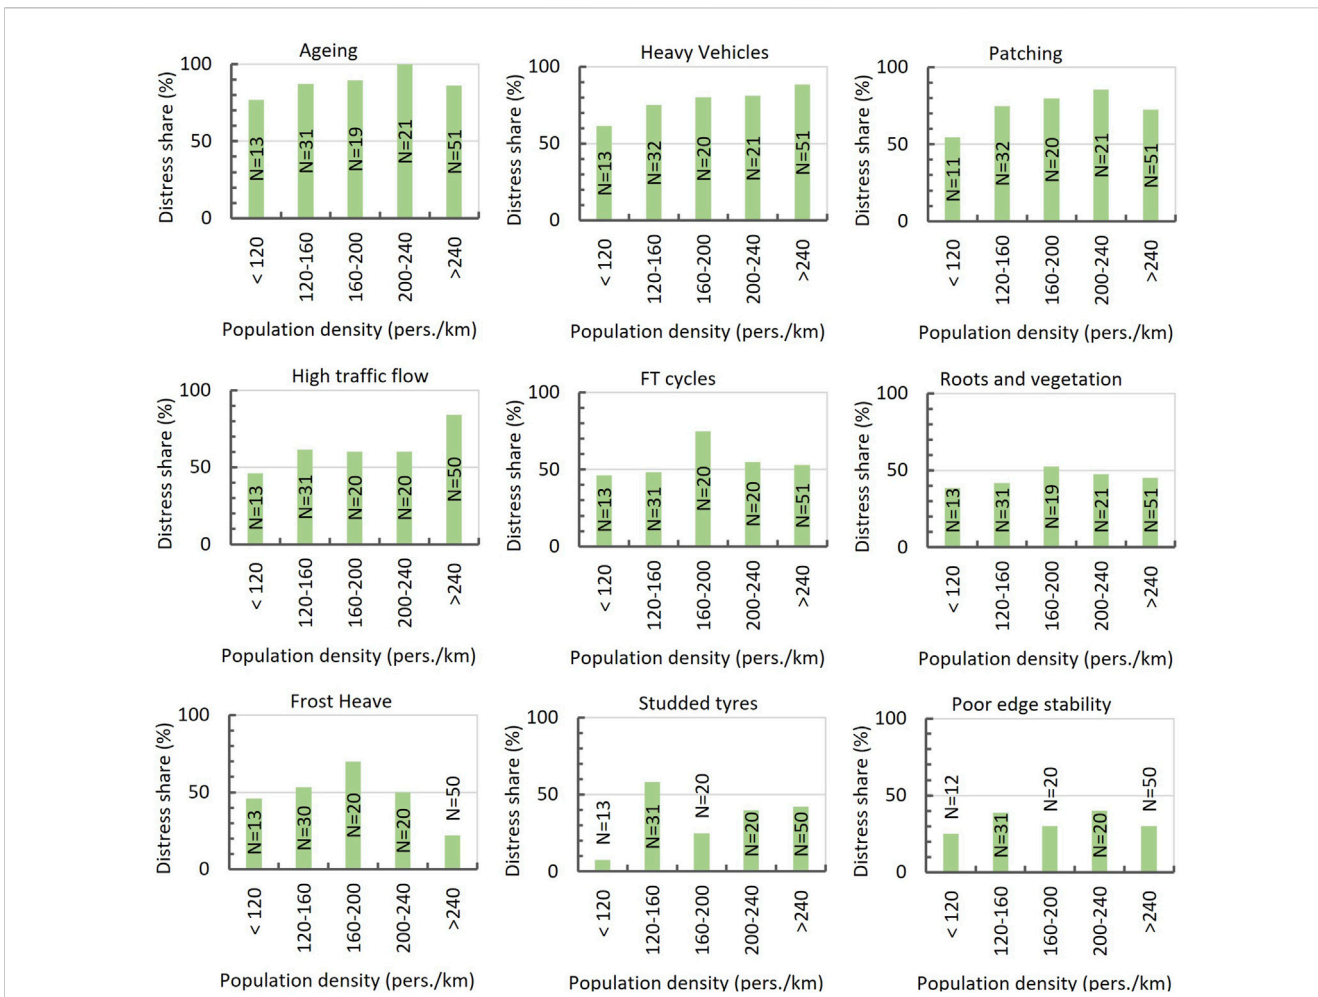 Ageing
Distress share (%)
100
50
0
N=13
N=31
N=19
N=21
N=51
< 120
120-160
160-200
200-240
>240
Population density (pers./km)
Heavy Vehicles
Distress share (%)
100
50
0
N=13
N=32
N=20
N=21
N=51
< 120
120-160
160-200
200-240
>240
Population density (pers./km)
Patching
Distress share (%)
100
50
0
N=11
N=32
N=20
N=21
N=51
< 120
120-160
160-200
200-240
>240
Population density (pers./km)
High traffic flow
Distress share (%)
100
50
0
N=13
N=31
N=20
N=20
N=50
< 120
120-160
160-200
200-240
>240
Population density (pers./km)
FT cycles
Distress share (%)
100
50
0
N=13
N=31
N=20
N=20
N=51
< 120
120-160
160-200
200-240
>240
Population density (pers./km)
Roots and vegetation
Distress share (%)
100
50
0
N=13
N=31
N=19
N=21
N=51
< 120
120-160
160-200
200-240
>240
Population density (pers./km)
Frost Heave
Distress share (%)
100
50
0
N=13
N=30
N=20
N=20
N=50
< 120
120-160
160-200
200-240
>240
Population density (pers./km)
Studded tyres
Distress share (%)
100
50
0
N=13
N=31
N=20
N=20
N=50
< 120
120-160
160-200
200-240
>240
Population density (pers./km)
Poor edge stability
Distress share (%)
100
50
0
N=12
N=31
N=20
N=20
N=50
< 120
120-160
160-200
200-240
>240
Population density (pers./km)